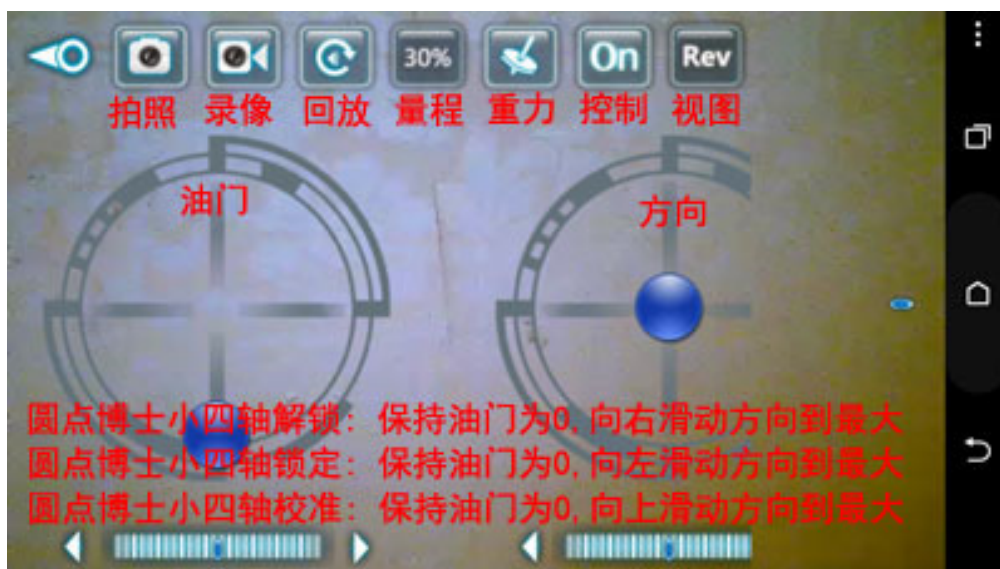 30% On Rev
拍照 录像 回放 量程 重力 控制 视图
油门
方向
圆点博士小四轴解锁：保持油门为0,向右滑动方向到最大
圆点博士小四轴锁定：保持油门为0,向左滑动方向到最大
圆点博士小四轴校准：保持油门为0,向上滑动方向到最大